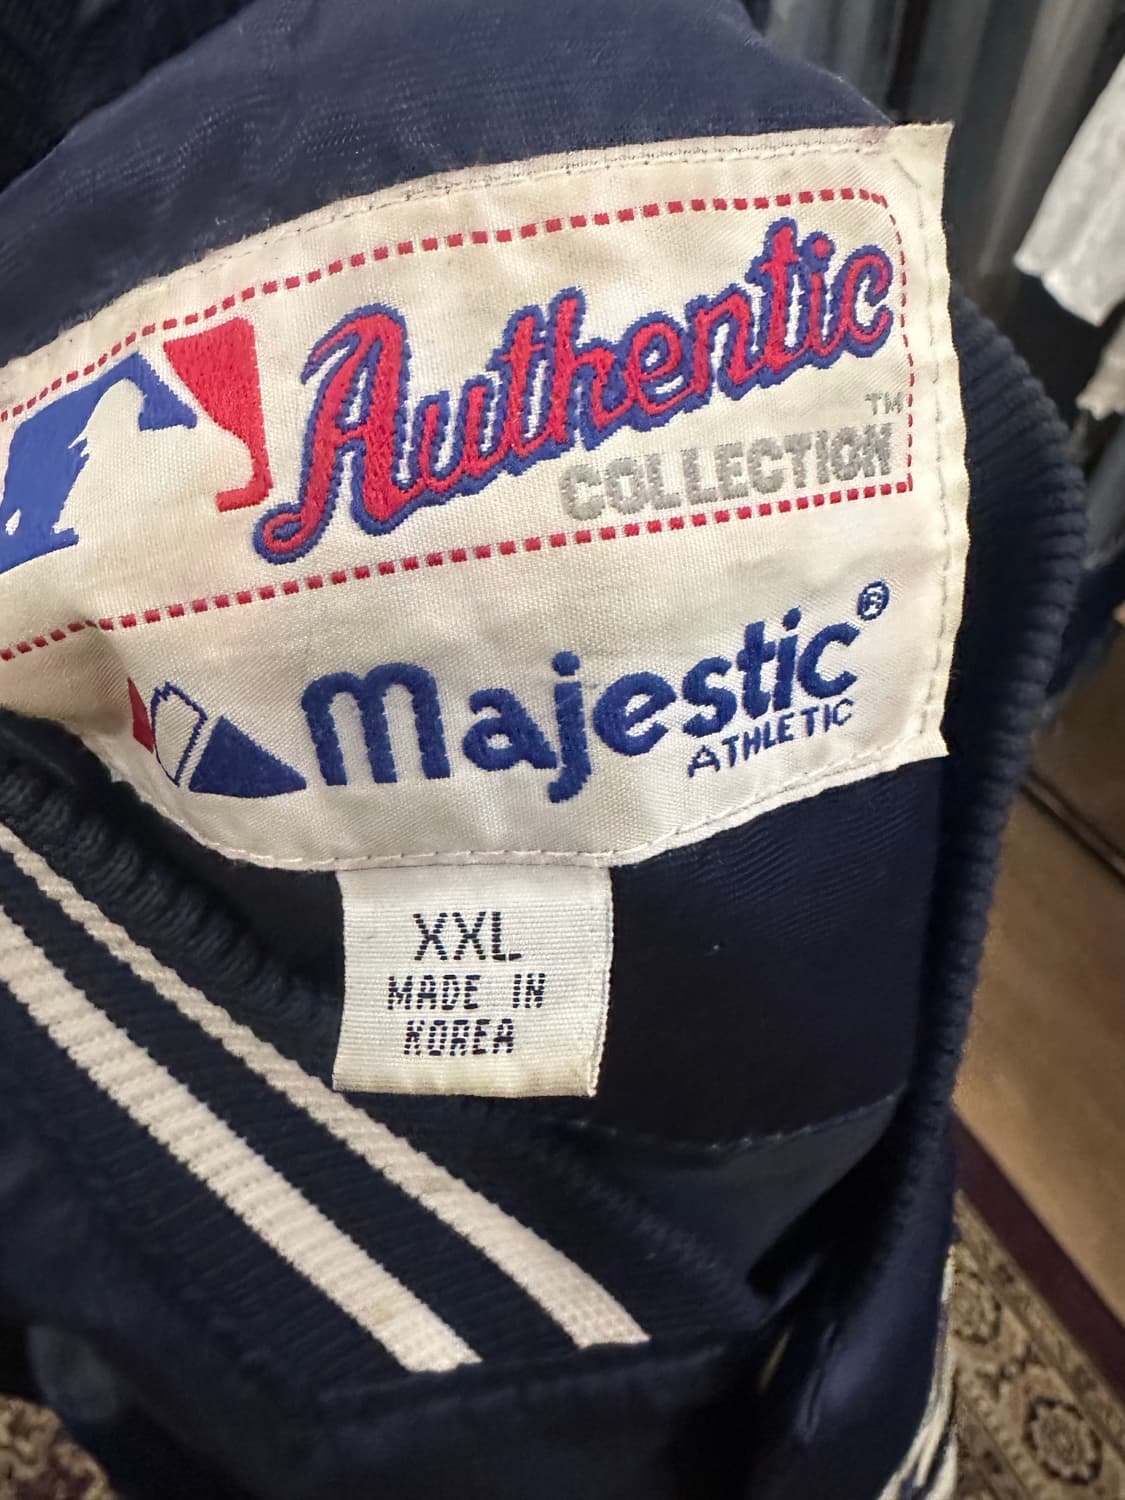 Authentic
TM
COLLECTION
Majestic®
ATHLETIC
XXL
MADE IN
KOREA